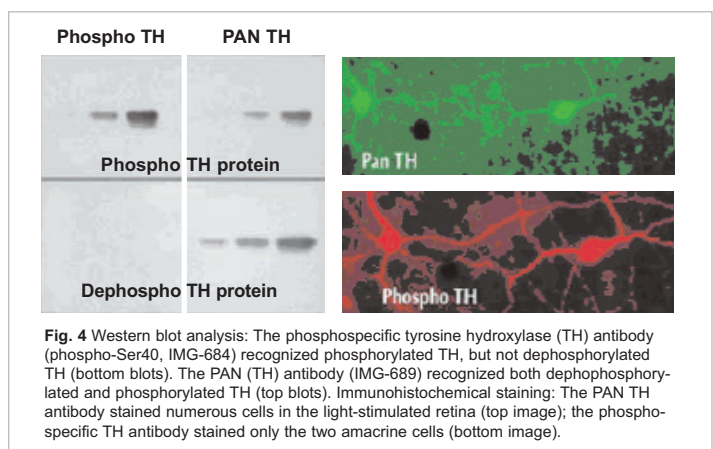 Phospho TH PAN TH
Phospho TH protein
Dephospho TH protein
Pan TH
Phospho TH
Fig. 4 Western blot analysis: The phosphospecific tyrosine hydroxylase (TH) antibody
(phospho-Ser40, IMG-684) recognized phosphorylated TH, but not dephosphorylated
TH (bottom blots). The PAN (TH) antibody (IMG-689) recognized both dephophosphory-
lated and phosphorylated TH (top blots). Immunohistochemical staining: The PAN TH
antibody stained numerous cells in the light-stimulated retina (top image); the phospho-
specific TH antibody stained only the two amacrine cells (bottom image).